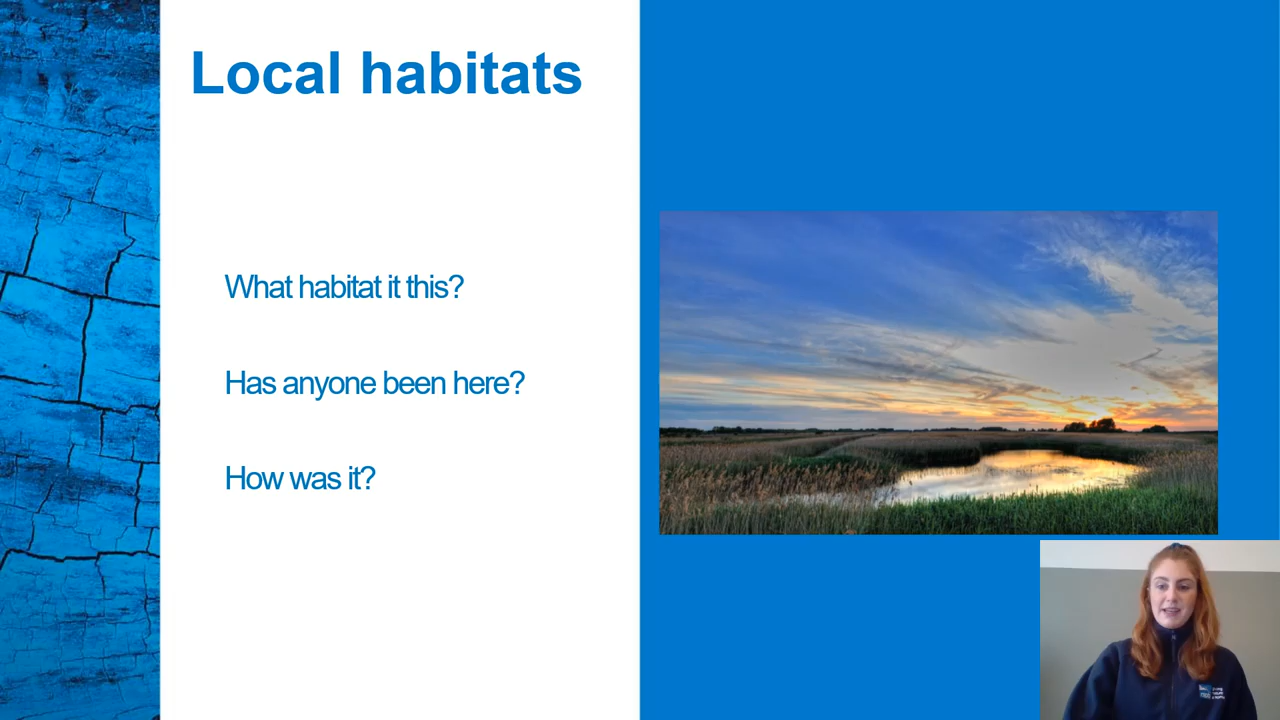 Local habitats
What habitat it this?
Has anyone been here?
How was it?